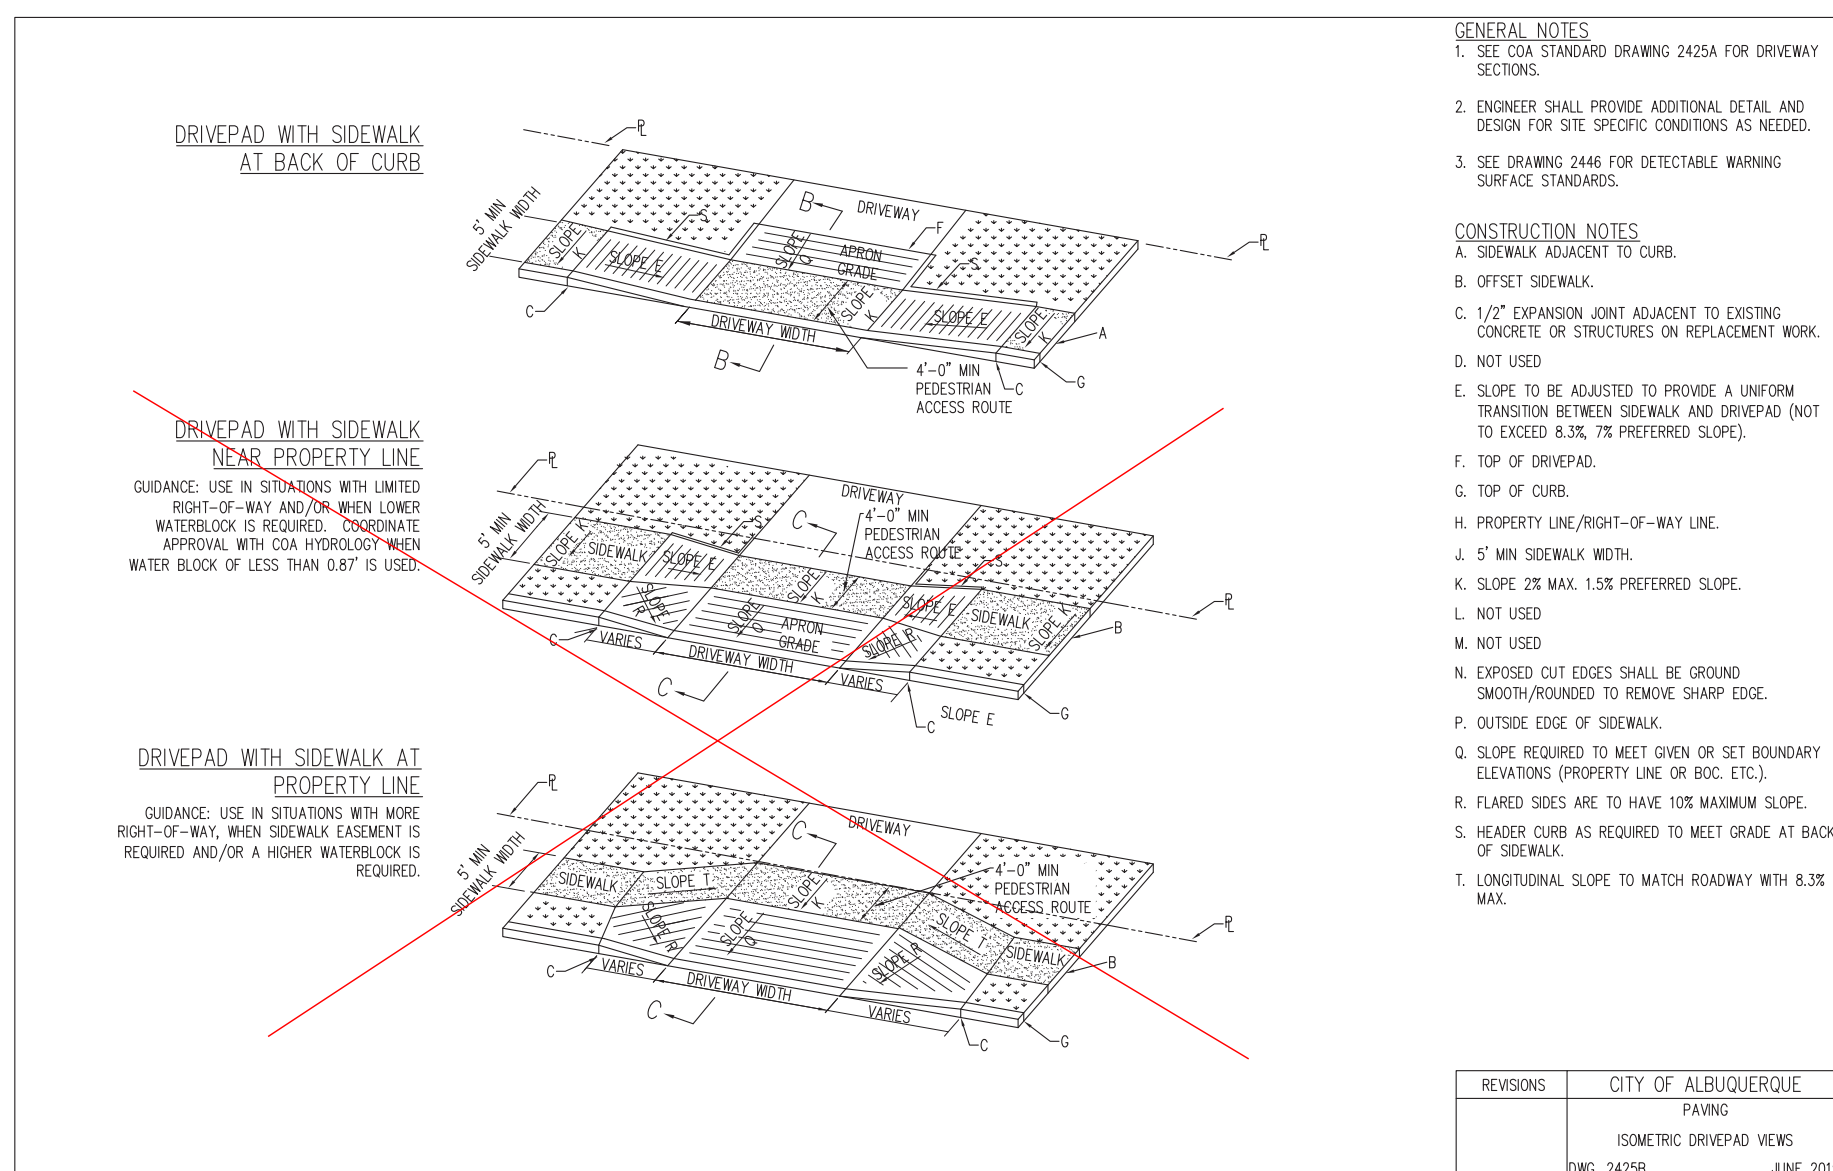 DRIVEPAD WITH SIDEWALK
AT BACK OF CURB
5' MIN
SIDEWALK WIDTH
PL
DRIVEWAY
B
S
F
SLOPE
K
SLOPE E
SLOPE
Q
APRON
GRADE
S
PL
SLOPE
K
SLOPE E
SLOPE
K
A
C
DRIVEWAY WIDTH
B
4'-0" MIN
PEDESTRIAN
ACCESS ROUTE
C
G
DRIVEPAD WITH SIDEWALK
NEAR PROPERTY LINE
GUIDANCE: USE IN SITUATIONS WITH LIMITED
RIGHT-OF-WAY AND/OR WHEN LOWER
WATERBLOCK IS REQUIRED. COORDINATE
APPROVAL WITH COA HYDROLOGY WHEN
WATER BLOCK OF LESS THAN 0.87' IS USED.
5' MIN
SIDEWALK WIDTH
PL
DRIVEWAY
C
4'-0" MIN
PEDESTRIAN
ACCESS ROUTE
S
SLOPE K
SIDEWALK
SLOPE E
S
SLOPE
K
SLOPE
R
SLOPE
Q
APRON
GRADE
SLOPE E
SIDEWALK
SLOPE K
SLOPE R
PL
B
C
VARIES
DRIVEWAY WIDTH
VARIES
C
C
SLOPE E
G
DRIVEPAD WITH SIDEWALK AT
PROPERTY LINE
GUIDANCE: USE IN SITUATIONS WITH MORE
RIGHT-OF-WAY, WHEN SIDEWALK EASEMENT IS
REQUIRED AND/OR A HIGHER WATERBLOCK IS
REQUIRED.
5' MIN
SIDEWALK WIDTH
PL
DRIVEWAY
C
4'-0" MIN
PEDESTRIAN
ACCESS ROUTE
SIDEWALK
SLOPE T
SLOPE
K
SLOPE R
SLOPE
Q
SLOPE T
SLOPE R
SIDEWALK
PL
B
C
VARIES
DRIVEWAY WIDTH
VARIES
C
C
G
GENERAL NOTES
1. SEE COA STANDARD DRAWING 2425A FOR DRIVEWAY
SECTIONS.
2. ENGINEER SHALL PROVIDE ADDITIONAL DETAIL AND
DESIGN FOR SITE SPECIFIC CONDITIONS AS NEEDED.
3. SEE DRAWING 2446 FOR DETECTABLE WARNING
SURFACE STANDARDS.
CONSTRUCTION NOTES
A. SIDEWALK ADJACENT TO CURB.
B. OFFSET SIDEWALK.
C. 1/2" EXPANSION JOINT ADJACENT TO EXISTING
CONCRETE OR STRUCTURES ON REPLACEMENT WORK.
D. NOT USED
E. SLOPE TO BE ADJUSTED TO PROVIDE A UNIFORM
TRANSITION BETWEEN SIDEWALK AND DRIVEPAD (NOT
TO EXCEED 8.3%, 7% PREFERRED SLOPE).
F. TOP OF DRIVEPAD.
G. TOP OF CURB.
H. PROPERTY LINE/RIGHT-OF-WAY LINE.
J. 5' MIN SIDEWALK WIDTH.
K. SLOPE 2% MAX. 1.5% PREFERRED SLOPE.
L. NOT USED
M. NOT USED
N. EXPOSED CUT EDGES SHALL BE GROUND
SMOOTH/ROUNDED TO REMOVE SHARP EDGE.
P. OUTSIDE EDGE OF SIDEWALK.
Q. SLOPE REQUIRED TO MEET GIVEN OR SET BOUNDARY
ELEVATIONS (PROPERTY LINE OR BOC. ETC.).
R. FLARED SIDES ARE TO HAVE 10% MAXIMUM SLOPE.
S. HEADER CURB AS REQUIRED TO MEET GRADE AT BACK
OF SIDEWALK.
T. LONGITUDINAL SLOPE TO MATCH ROADWAY WITH 8.3%
MAX.
REVISIONS
CITY OF ALBUQUERQUE
PAVING
ISOMETRIC DRIVEPAD VIEWS
DWG. 2425B
JUNE 201